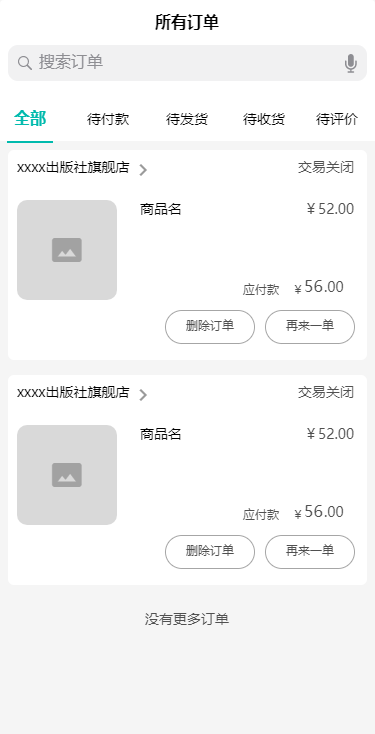 所有订单
搜索订单
全部 待付款 待发货 待收货 待评价
xxxx出版社旗舰店 交易关闭
商品名 ￥52.00
应付款 ￥56.00
删除订单 再来一单
xxxx出版社旗舰店 交易关闭
商品名 ￥52.00
应付款 ￥56.00
删除订单 再来一单
没有更多订单